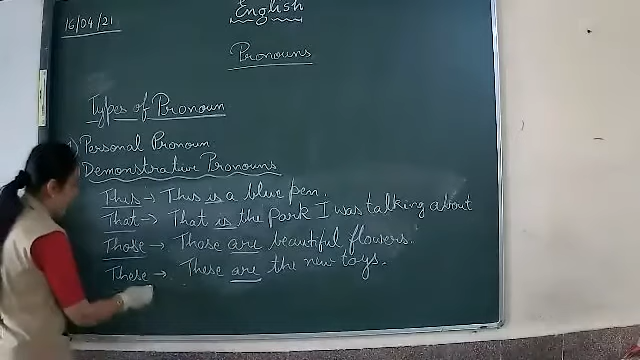 16/04/21
English
Pronouns
Types of Pronoun
Personal Pronoun
Demonstrative Pronouns
This → This is a blue pen.
That → That is the Park I was talking about
Those → Those are beautiful flowers.
These → These are the new toys.